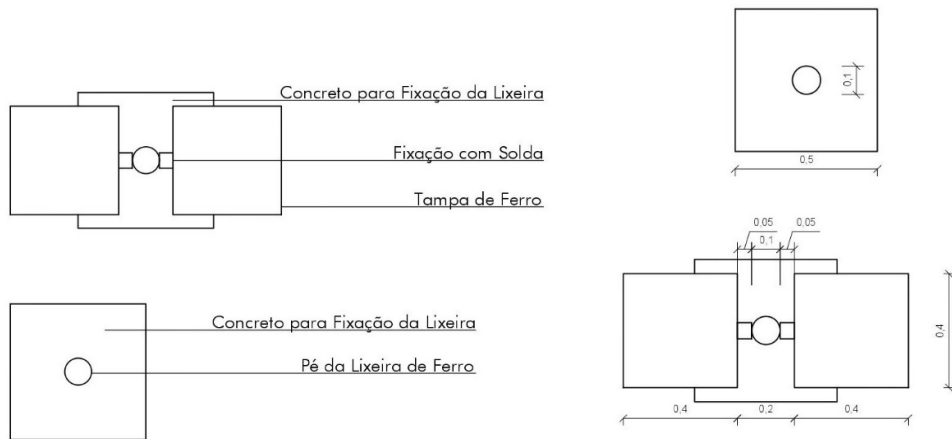 Concreto para Fixação da Lixeira
Fixação com Solda
Tampa de Ferro
Concreto para Fixação da Lixeira
Pé da Lixeira de Ferro
0,1
0,5
0,05 0,05
0,1
0,4
0,4 0,2 0,4